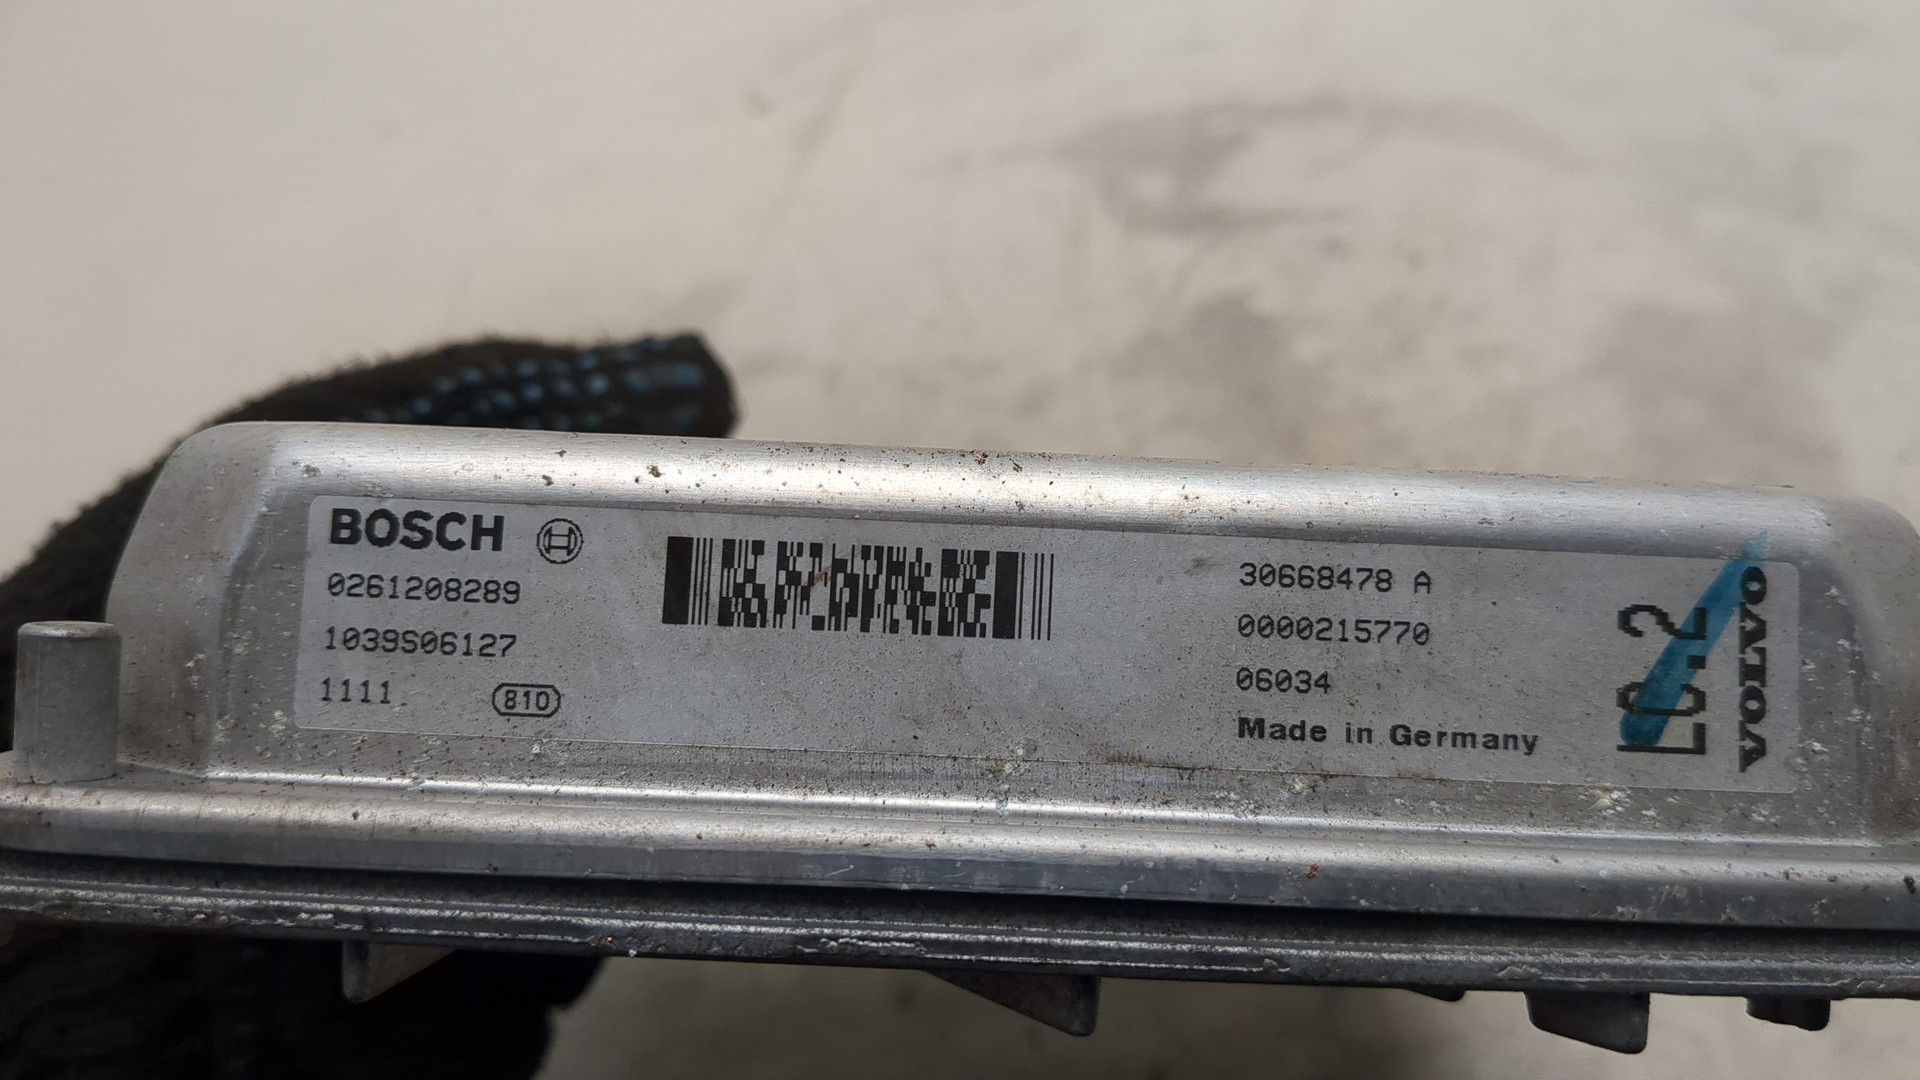 BOSCH
0261208289
1039S06127
1111 810
30668478 A
0000215770
06034
Made in Germany
L0.2
VOLVO